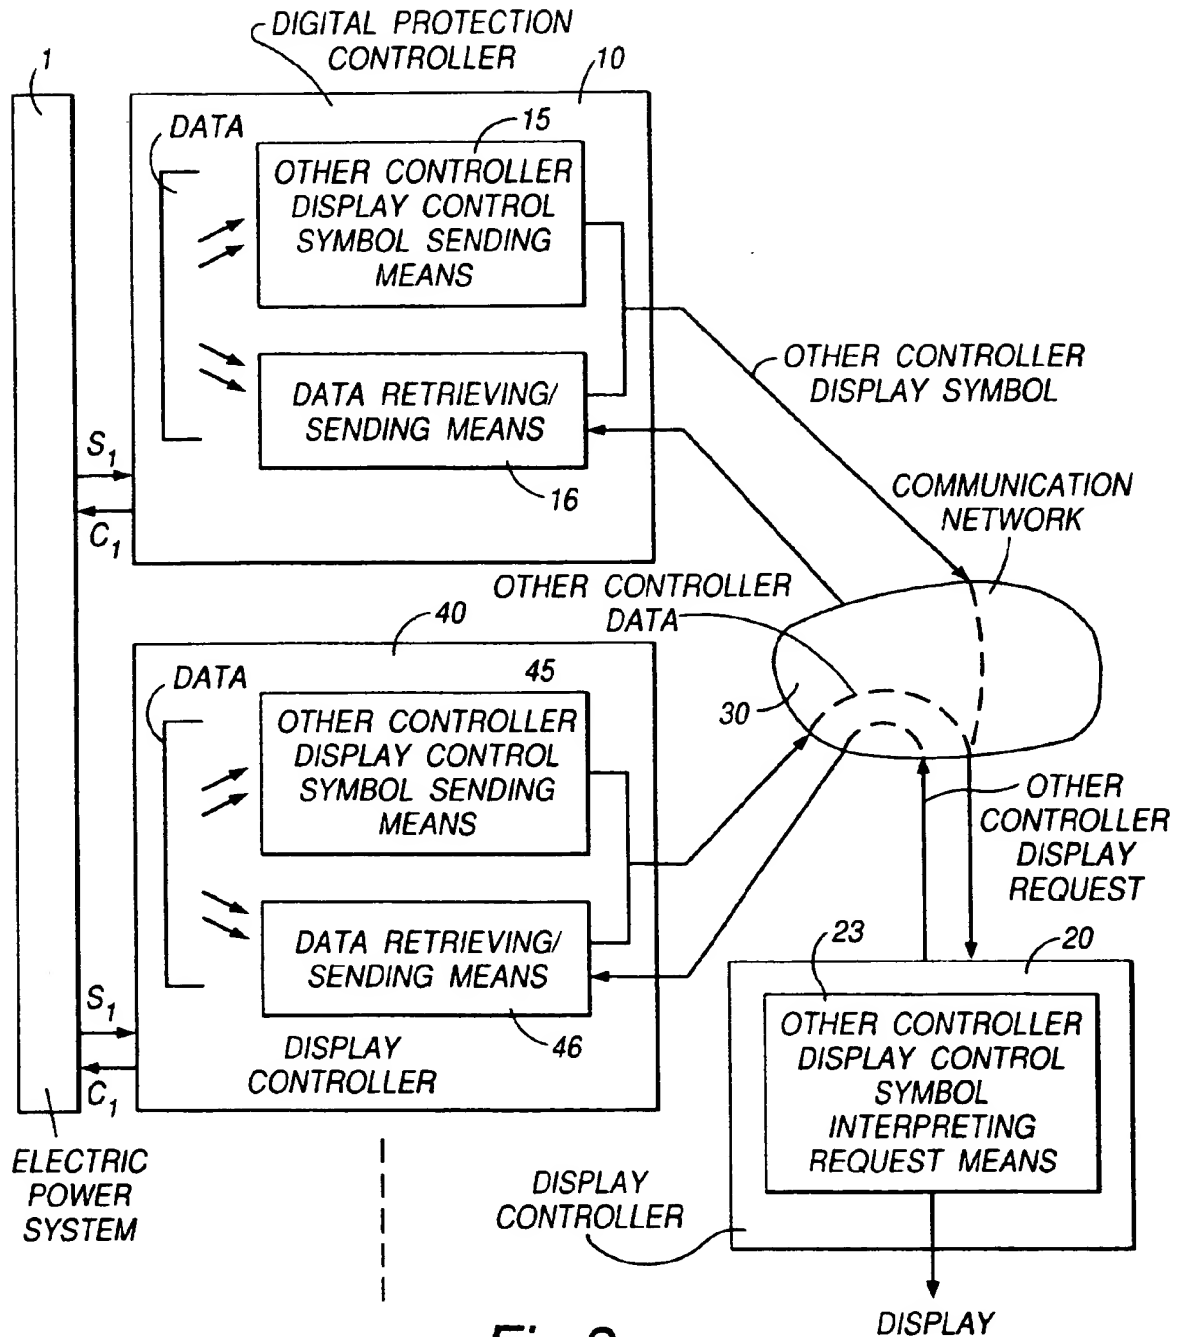 DIGITAL PROTECTION
CONTROLLER
1
10
DATA
15
OTHER CONTROLLER
DISPLAY CONTROL
SYMBOL SENDING
MEANS
DATA RETRIEVING/
SENDING MEANS
16
S1
C1
OTHER CONTROLLER
DISPLAY SYMBOL
COMMUNICATION
NETWORK
OTHER CONTROLLER
DATA
30
40
DATA
45
OTHER CONTROLLER
DISPLAY CONTROL
SYMBOL SENDING
MEANS
DATA RETRIEVING/
SENDING MEANS
46
DISPLAY
CONTROLLER
S1
C1
ELECTRIC
POWER
SYSTEM
OTHER
CONTROLLER
DISPLAY
REQUEST
23
20
OTHER CONTROLLER
DISPLAY CONTROL
SYMBOL
INTERPRETING
REQUEST MEANS
DISPLAY
CONTROLLER
DISPLAY